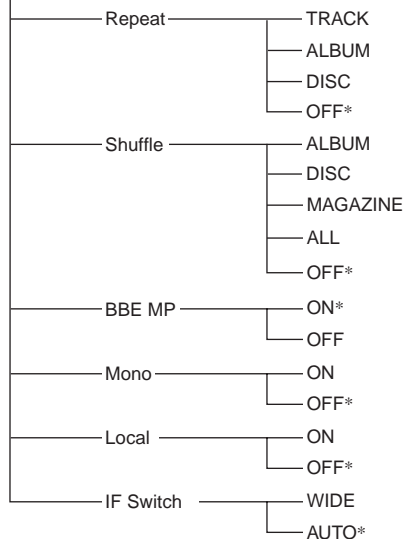 Repeat TRACK
ALBUM
DISC
OFF*
Shuffle ALBUM
DISC
MAGAZINE
ALL
OFF*
BBE MP ON*
OFF
Mono ON
OFF*
Local ON
OFF*
IF Switch WIDE
AUTO*